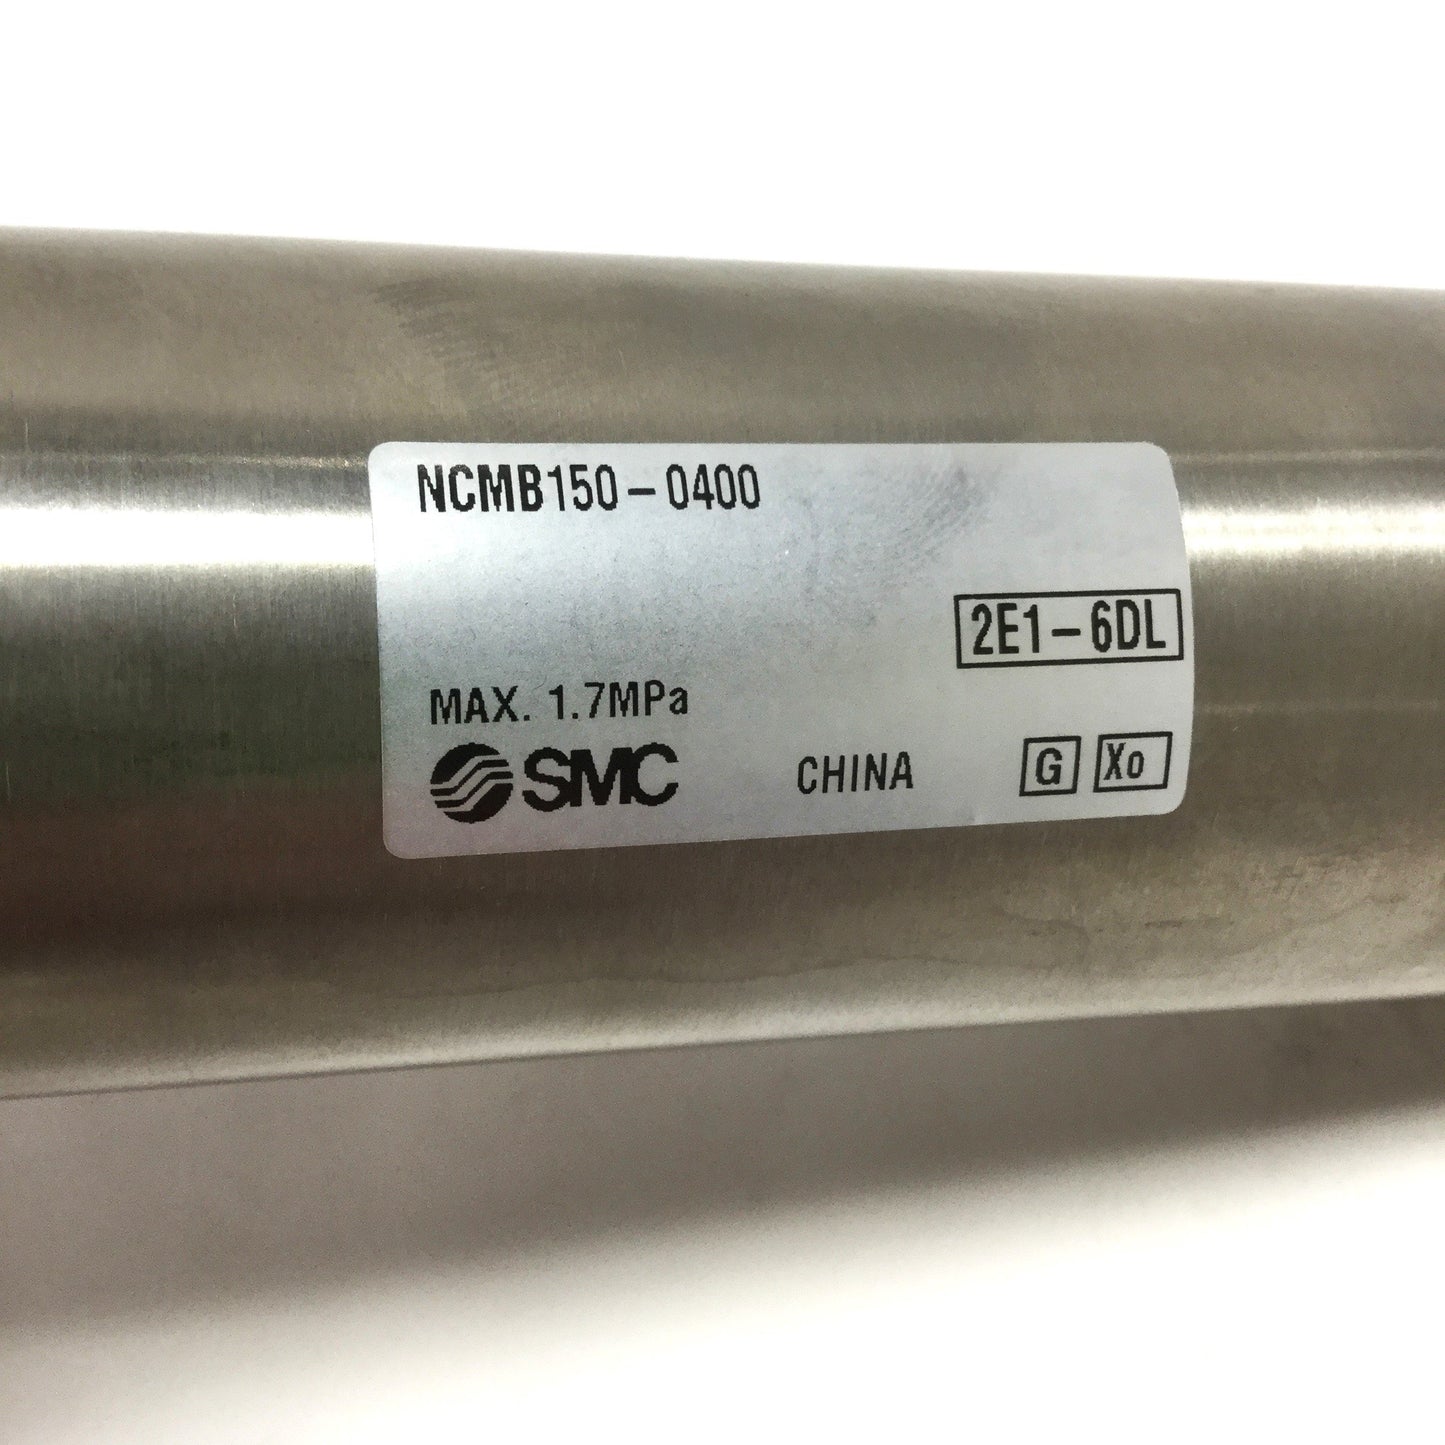 NCMB150-0400
2E1-6DL
MAX. 1.7MPa
SMC CHINA G Xo